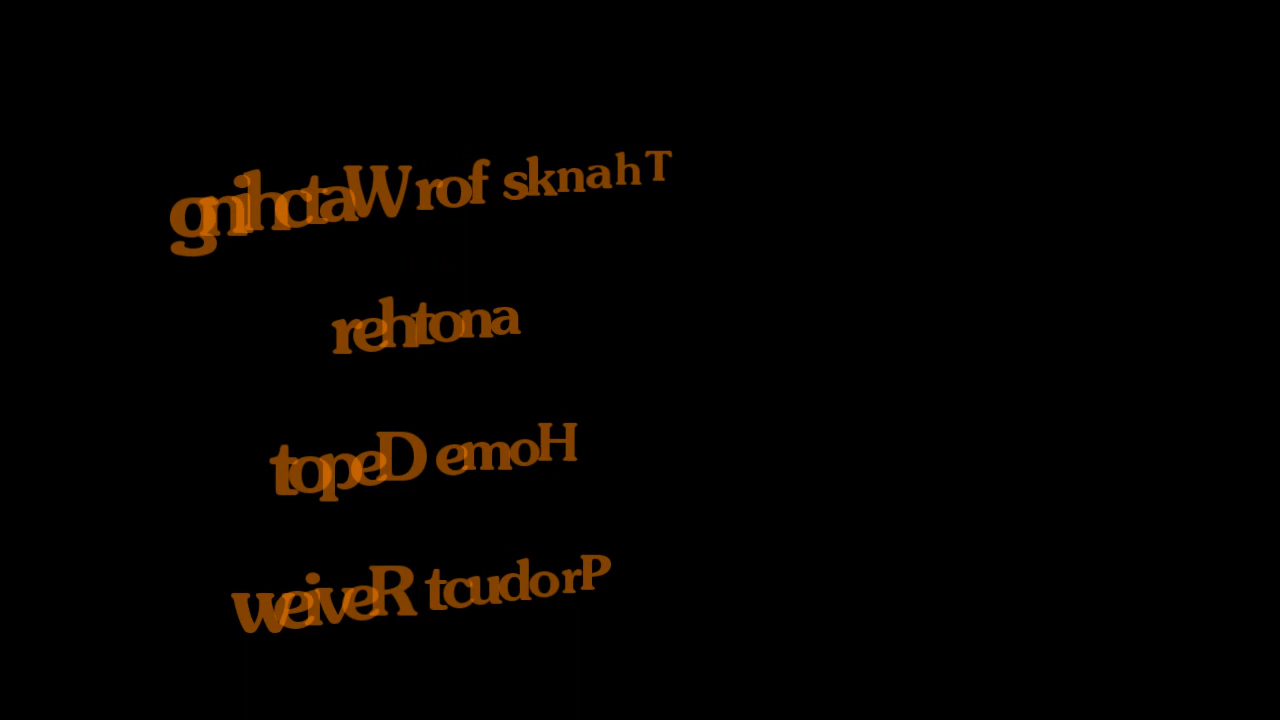 gnihctaW rof sknahT
rehtona
topeD emoH
weiveR tcudorP